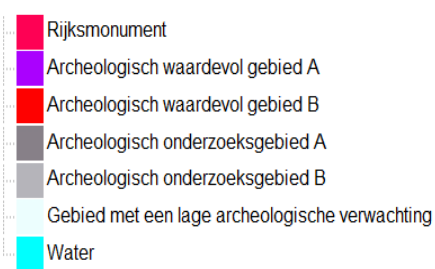 Rijksmonument
Archeologisch waardevol gebied A
Archeologisch waardevol gebied B
Archeologisch onderzoeksgebied A
Archeologisch onderzoeksgebied B
Gebied met een lage archeologische verwachting
Water